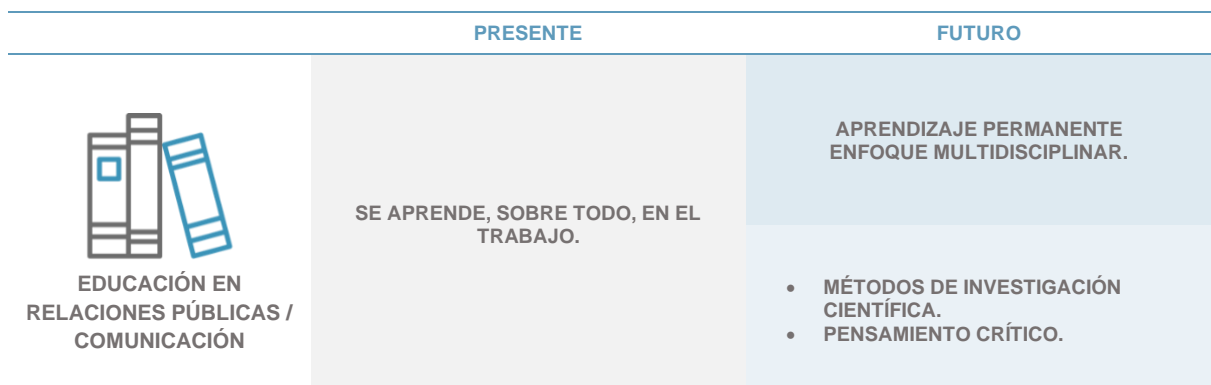 PRESENTE
FUTURO
EDUCACIÓN EN
RELACIONES PÚBLICAS /
COMUNICACIÓN
SE APRENDE, SOBRE TODO, EN EL
TRABAJO.
APRENDIZAJE PERMANENTE
ENFOQUE MULTIDISCIPLINAR.
• MÉTODOS DE INVESTIGACIÓN
CIENTÍFICA.
• PENSAMIENTO CRÍTICO.